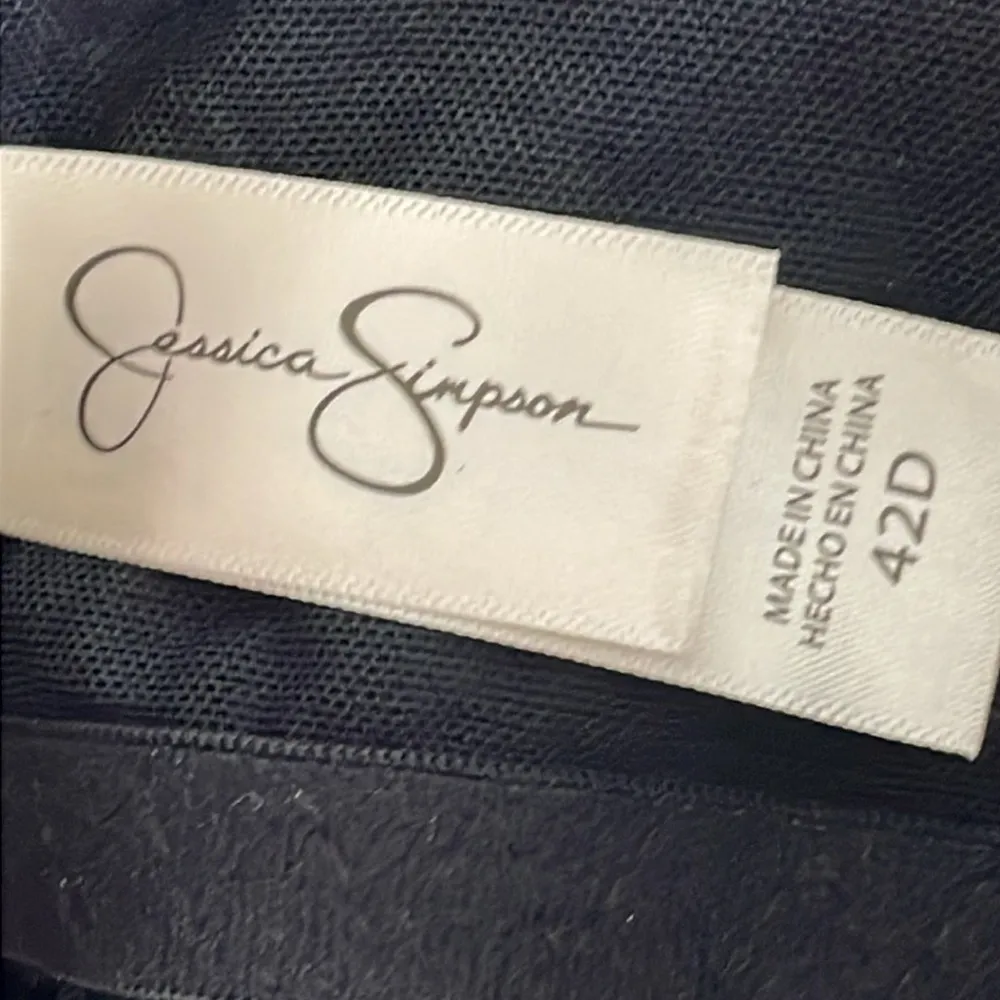 Jessica Simpson
MADE IN CHINA
HECHO EN CHINA
42D